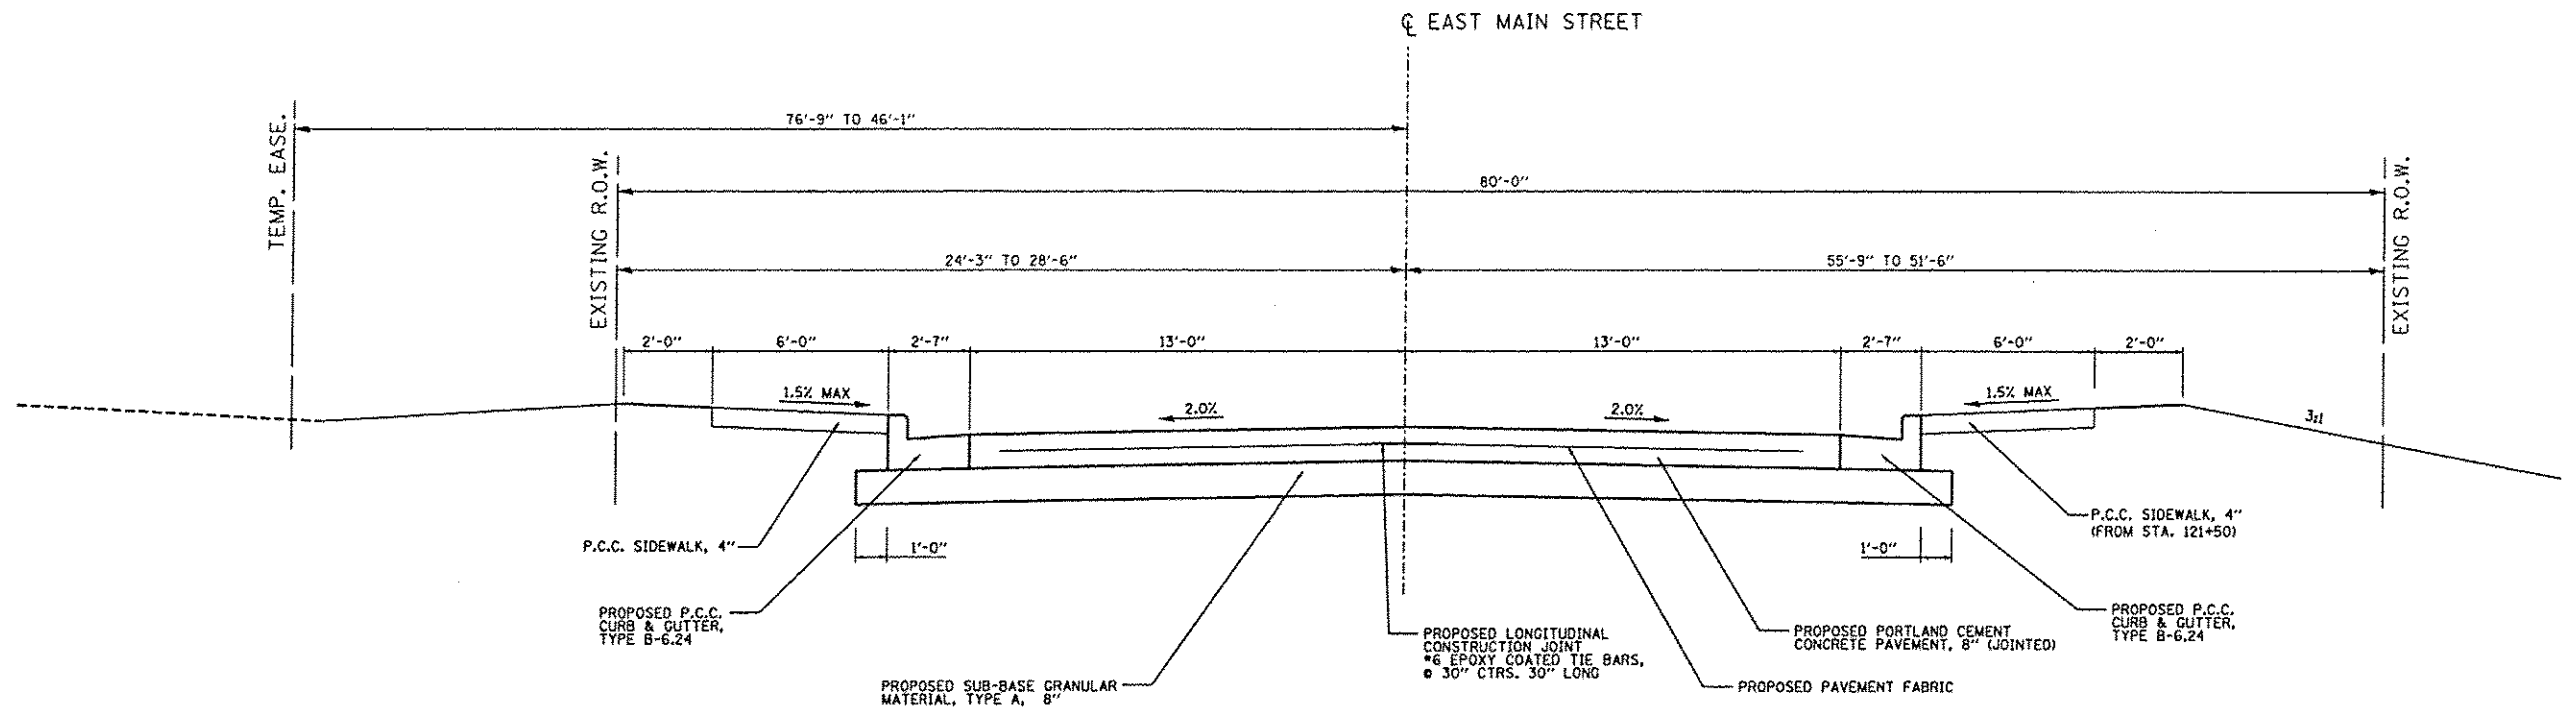 ℄ EAST MAIN STREET
TEMP. EASE.
76'-9" TO 46'-1"
EXISTING R.O.W.
80'-0"
EXISTING R.O.W.
24'-3" TO 28'-6"
55'-9" TO 51'-6"
2'-0"
6'-0"
2'-7"
13'-0"
13'-0"
2'-7"
6'-0"
2'-0"
1.5% MAX
2.0%
2.0%
1.5% MAX
3:1
P.C.C. SIDEWALK, 4"
1'-0"
1'-0"
P.C.C. SIDEWALK, 4"
(FROM STA. 121+50)
PROPOSED P.C.C.
CURB & GUTTER,
TYPE B-6.24
PROPOSED SUB-BASE GRANULAR
MATERIAL, TYPE A, 8"
PROPOSED LONGITUDINAL
CONSTRUCTION JOINT
#6 EPOXY COATED TIE BARS,
@ 30" CTRS. 30" LONG
PROPOSED PORTLAND CEMENT
CONCRETE PAVEMENT, 8" (JOINTED)
PROPOSED PAVEMENT FABRIC
PROPOSED P.C.C.
CURB & GUTTER,
TYPE B-6.24